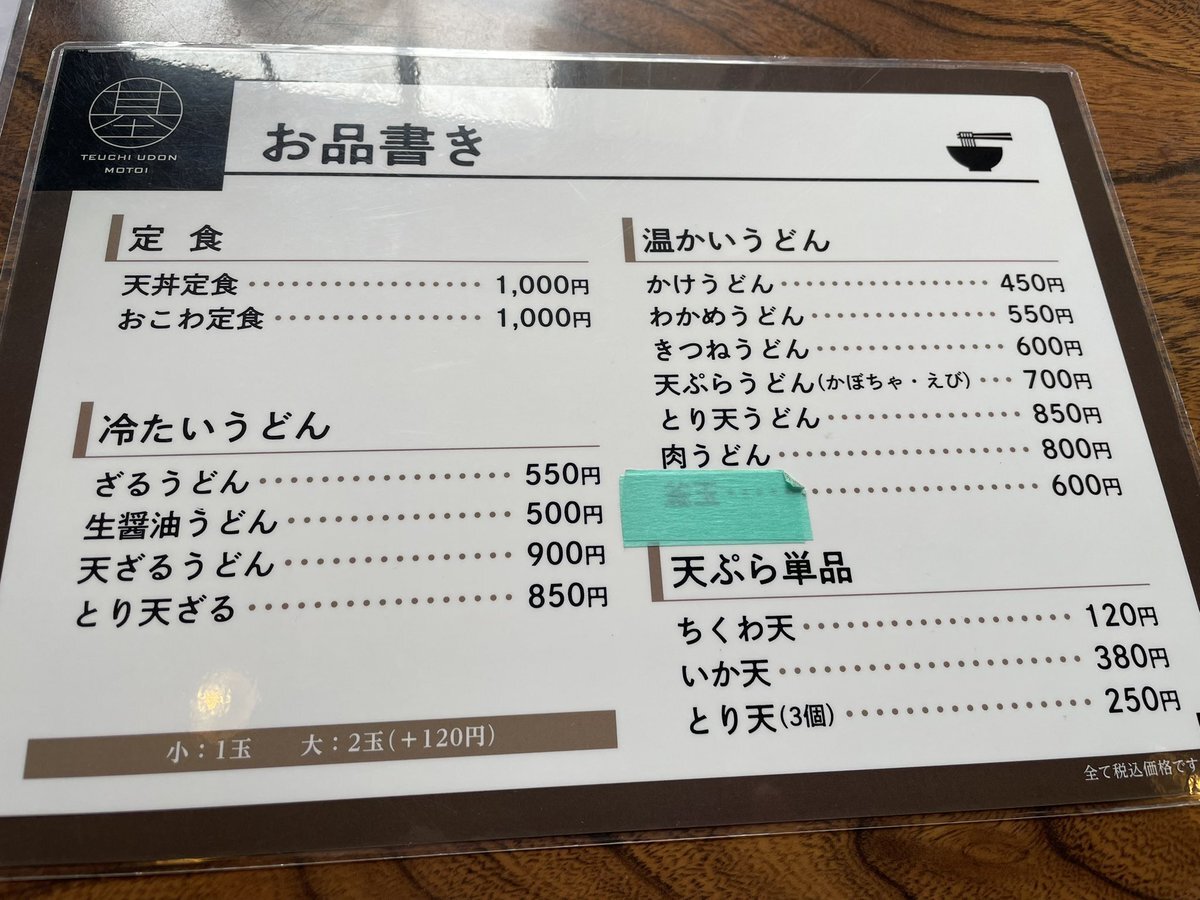 基
TEUCHI UDON
MOTOI
お品書き
定食
天丼定食 1,000円
おこわ定食 1,000円
冷たいうどん
ざるうどん 550円
生醤油うどん 500円
天ざるうどん 900円
とり天ざる 850円
小：1玉 大：2玉(＋120円)
温かいうどん
かけうどん 450円
わかめうどん 550円
きつねうどん 600円
天ぷらうどん(かぼちゃ・えび) 700円
とり天うどん 850円
肉うどん 800円
600円
天ぷら単品
ちくわ天 120円
いか天 380円
とり天(3個) 250円
全て税込価格です